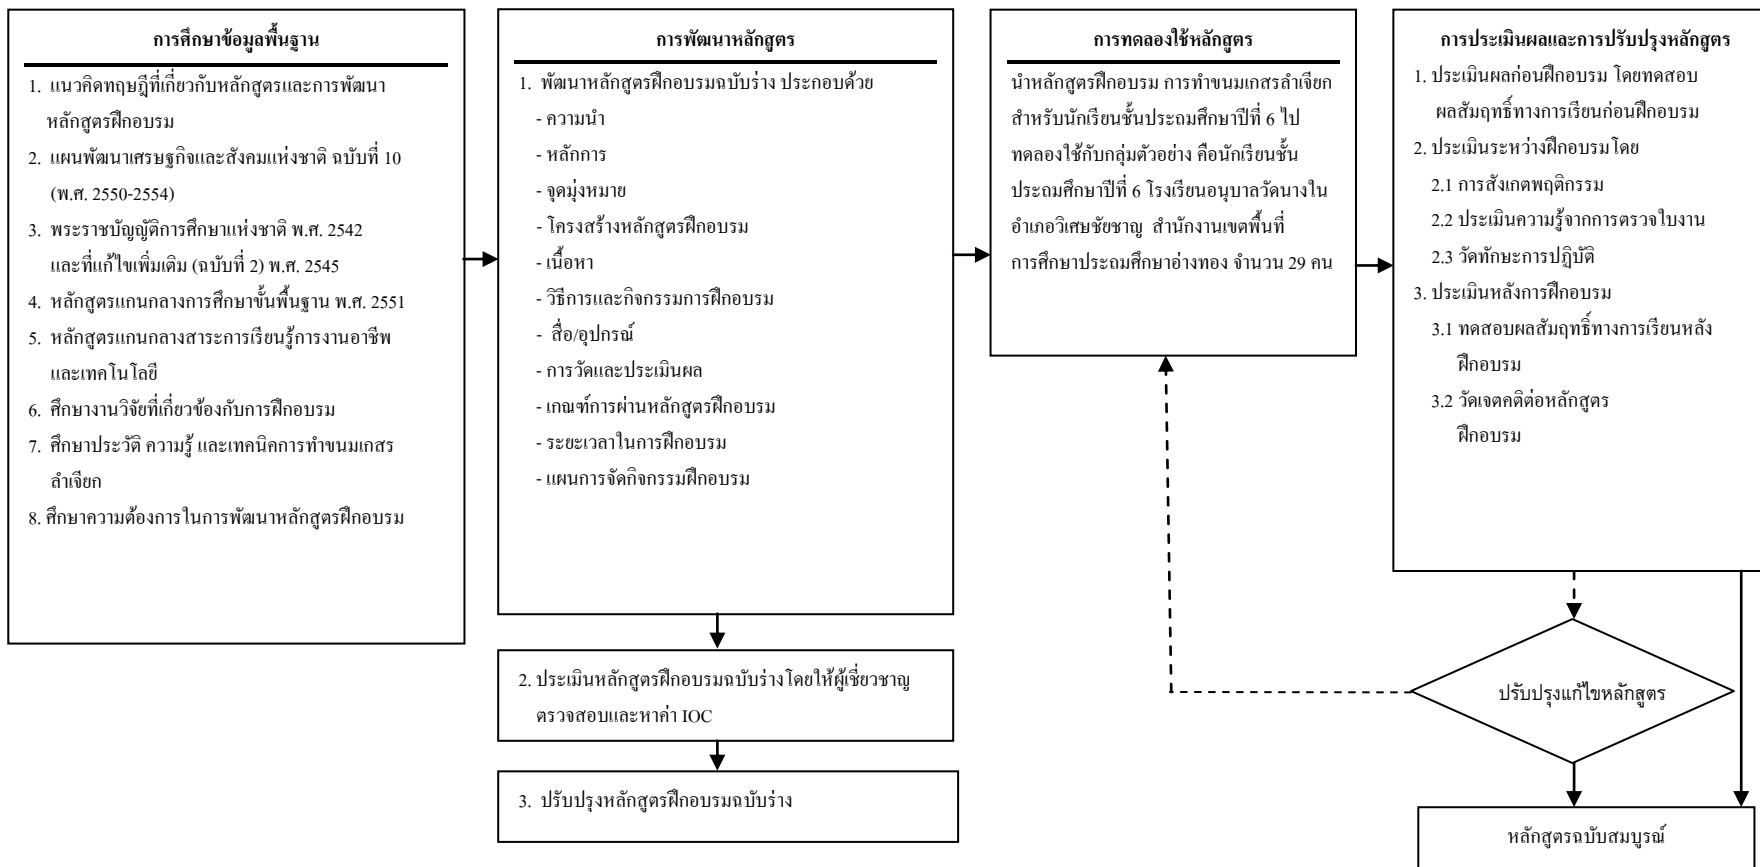 การศึกษาข้อมูลพื้นฐาน
1. แนวคิดทฤษฎีที่เกี่ยวกับหลักสูตรและการพัฒนา
หลักสูตรฝึกอบรม
2. แผนพัฒนาเศรษฐกิจและสังคมแห่งชาติ ฉบับที่ 10
(พ.ศ. 2550-2554)
3. พระราชบัญญัติการศึกษาแห่งชาติ พ.ศ. 2542
และที่แก้ไขเพิ่มเติม (ฉบับที่ 2) พ.ศ. 2545
4. หลักสูตรแกนกลางการศึกษาขั้นพื้นฐาน พ.ศ. 2551
5. หลักสูตรแกนกลางสาระการเรียนรู้การงานอาชีพ
และเทคโนโลยี
6. ศึกษางานวิจัยที่เกี่ยวข้องกับการฝึกอบรม
7. ศึกษาประวัติ ความรู้ และเทคนิคการทำขนมเกสร
ลำเจียก
8. ศึกษาความต้องการในการพัฒนาหลักสูตรฝึกอบรม
การพัฒนาหลักสูตร
1. พัฒนาหลักสูตรฝึกอบรมฉบับร่าง ประกอบด้วย
- ความนำ
- หลักการ
- จุดมุ่งหมาย
- โครงสร้างหลักสูตรฝึกอบรม
- เนื้อหา
- วิธีการและกิจกรรมการฝึกอบรม
- สื่อ/อุปกรณ์
- การวัดและประเมินผล
- เกณฑ์การผ่านหลักสูตรฝึกอบรม
- ระยะเวลาในการฝึกอบรม
- แผนการจัดกิจกรรมฝึกอบรม
2. ประเมินหลักสูตรฝึกอบรมฉบับร่างโดยให้ผู้เชี่ยวชาญ
ตรวจสอบและหาค่า IOC
3. ปรับปรุงหลักสูตรฝึกอบรมฉบับร่าง
การทดลองใช้หลักสูตร
นำหลักสูตรฝึกอบรม การทำขนมเกสรลำเจียก
สำหรับนักเรียนชั้นประถมศึกษาปีที่ 6 ไป
ทดลองใช้กับกลุ่มตัวอย่าง คือนักเรียนชั้น
ประถมศึกษาปีที่ 6 โรงเรียนอนุบาลวัดนางใน
อำเภอวิเศษชัยชาญ สำนักงานเขตพื้นที่
การศึกษาประถมศึกษาอ่างทอง จำนวน 29 คน
การประเมินผลและการปรับปรุงหลักสูตร
1. ประเมินผลก่อนฝึกอบรม โดยทดสอบ
ผลสัมฤทธิ์ทางการเรียนก่อนฝึกอบรม
2. ประเมินระหว่างฝึกอบรมโดย
2.1 การสังเกตพฤติกรรม
2.2 ประเมินความรู้จากการตรวจใบงาน
2.3 วัดทักษะการปฏิบัติ
3. ประเมินหลังการฝึกอบรม
3.1 ทดสอบผลสัมฤทธิ์ทางการเรียนหลัง
ฝึกอบรม
3.2 วัดเจตคติต่อหลักสูตร
ฝึกอบรม
ปรับปรุงแก้ไขหลักสูตร
หลักสูตรฉบับสมบูรณ์